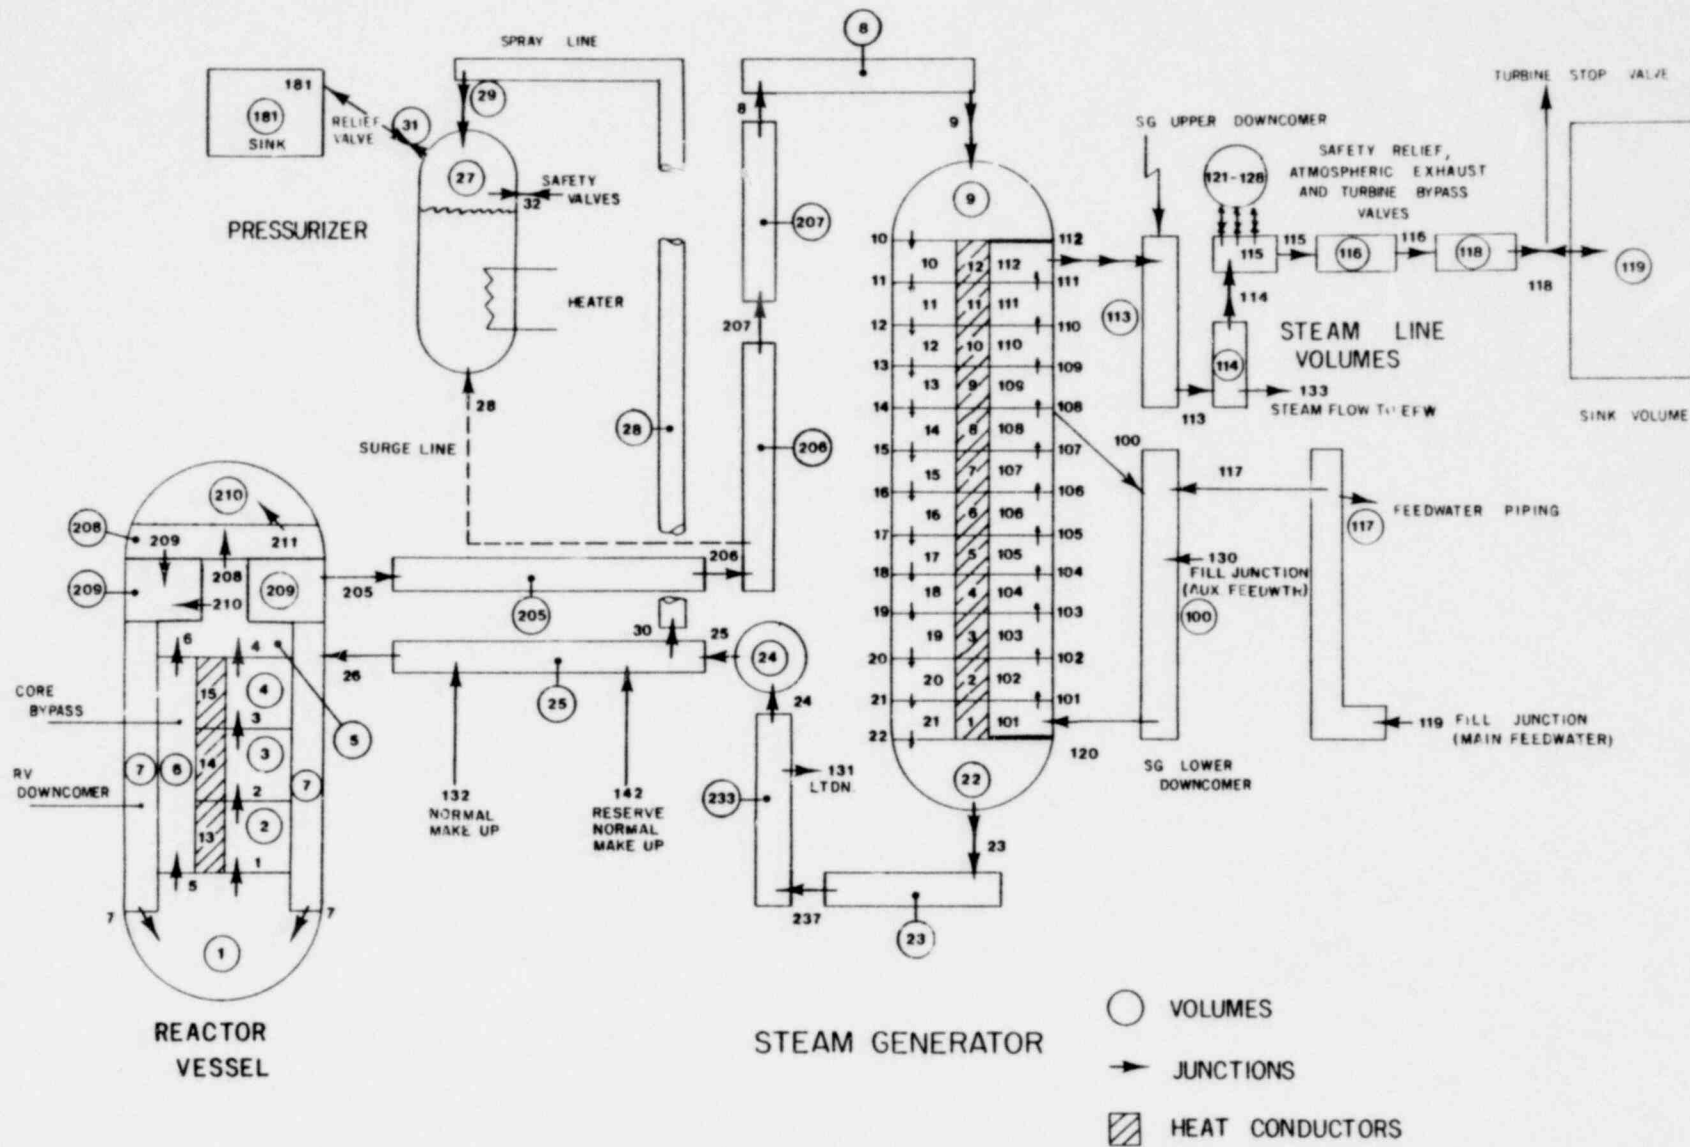 SPRAY LINE
8
TURBINE STOP VALVE
181
181
SINK
RELIEF
VALVE
31
29
27
SAFETY
VALVES
32
PRESSURIZER
HEATER
28
SURGE LINE
28
8
207
207
206
206
9
9
SG UPPER DOWNCOMER
SAFETY RELIEF,
ATMOSPHERIC EXHAUST
AND TURBINE BYPASS
VALVES
121-128
115
115
116
116
118
118
119
114
114
113
113
133
STEAM FLOW TO EFW
STEAM LINE
VOLUMES
SINK VOLUME
10 10 12 112 112
11 11 11 111 111
12 12 10 110 110
13 13 9 109 109
14 14 8 108 108
15 15 7 107 107
16 16 6 106 106
17 17 5 105 105
18 18 4 104 104
19 19 3 103 103
20 20 2 102 102
21 21 1 101 101
22
22
120
100
117
117
FEEDWATER PIPING
130
FILL JUNCTION
(AUX FEEDWTR)
100
119 FILL JUNCTION
(MAIN FEEDWATER)
SG LOWER
DOWNCOMER
210
208
209
211
208
209
210
209
205
205
6
4
5
26
25
25
30
24
24
CORE
BYPASS
15
4
3
14
3
2
13
2
1
5
7
6
7
RV
DOWNCOMER
7
7
1
132
NORMAL
MAKE UP
142
RESERVE
NORMAL
MAKE UP
233
131
LTDN.
23
237
23
REACTOR
VESSEL
STEAM GENERATOR
VOLUMES
JUNCTIONS
HEAT CONDUCTORS